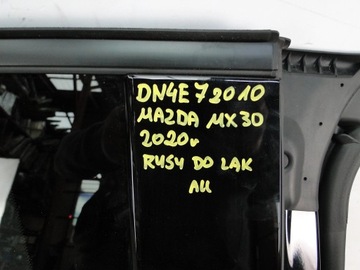 DN4E72010
MAZDA MX30
2020r
RYSY DO LAK
AU